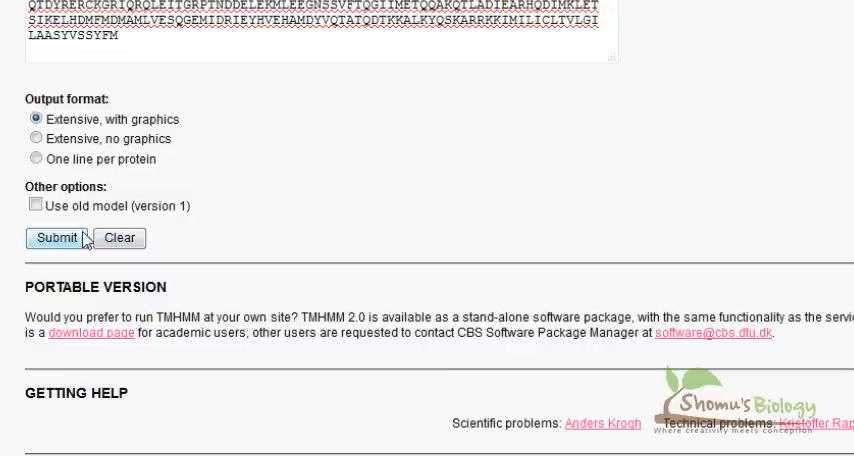 QTDYRERCKGRIQRQLEITGRPTNDDELEKMLEEGNSSVFTQGIIMETQQAKQTLADIEARHQDIMKLET
SIKELHDMFMDMAMLVESQGEMIDRIEYHVEHAMDYVQTATQDTKKALKYQSKARRKKIMILICLTVLGI
LAASYVSSYFM
Output format:
Extensive, with graphics
Extensive, no graphics
One line per protein
Other options:
Use old model (version 1)
Submit Clear
PORTABLE VERSION
Would you prefer to run TMHMM at your own site? TMHMM 2.0 is available as a stand-alone software package, with the same functionality as the servi
is a download page for academic users; other users are requested to contact CBS Software Package Manager at software@cbs.dtu.dk.
GETTING HELP
Shomu's Biology
Where creativity meets conception
Scientific problems: Anders Krogh Technical problems: Kristoffer Rap